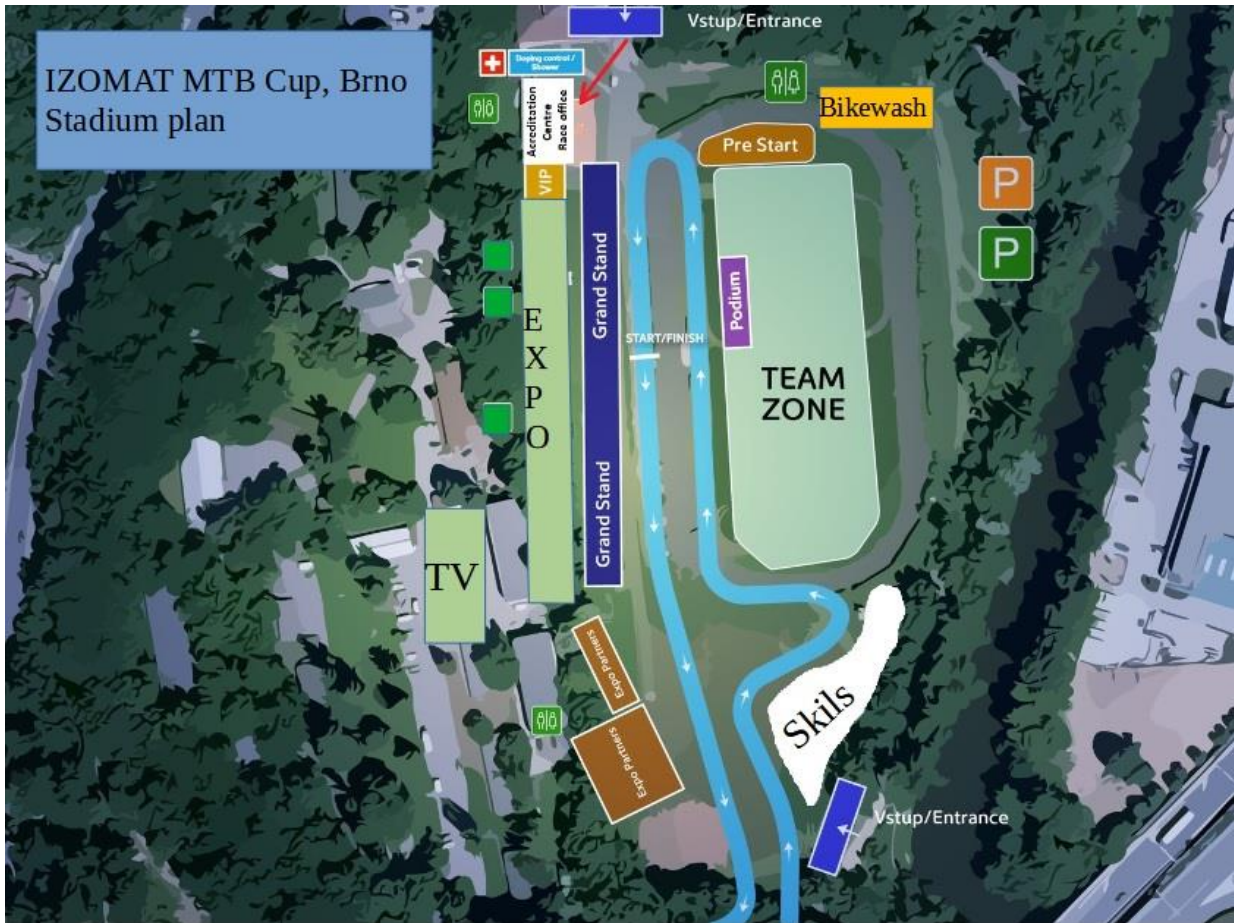 Vstup/Entrance
IZOMAT MTB Cup, Brno
Stadium plan
Doping control /
Shower
Acreditation
Centre
Race office
VIP
Bikewash
Pre Start
P
P
Grand Stand
Podium
START/FINISH
E
X
P
O
TEAM
ZONE
Grand Stand
TV
Expo Partners
Expo Partners
Skils
Vstup/Entrance